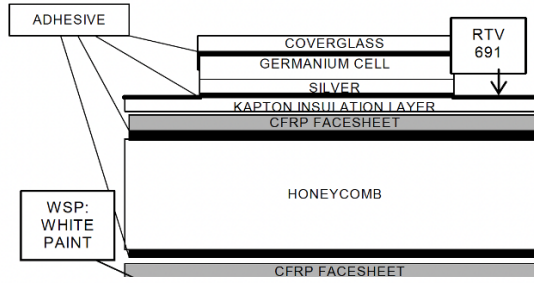 ADHESIVE
COVERGLASS
RTV
691
GERMANIUM CELL
SILVER
KAPTON INSULATION LAYER
CFRP FACESHEET
HONEYCOMB
WSP:
WHITE
PAINT
CFRP FACESHEET